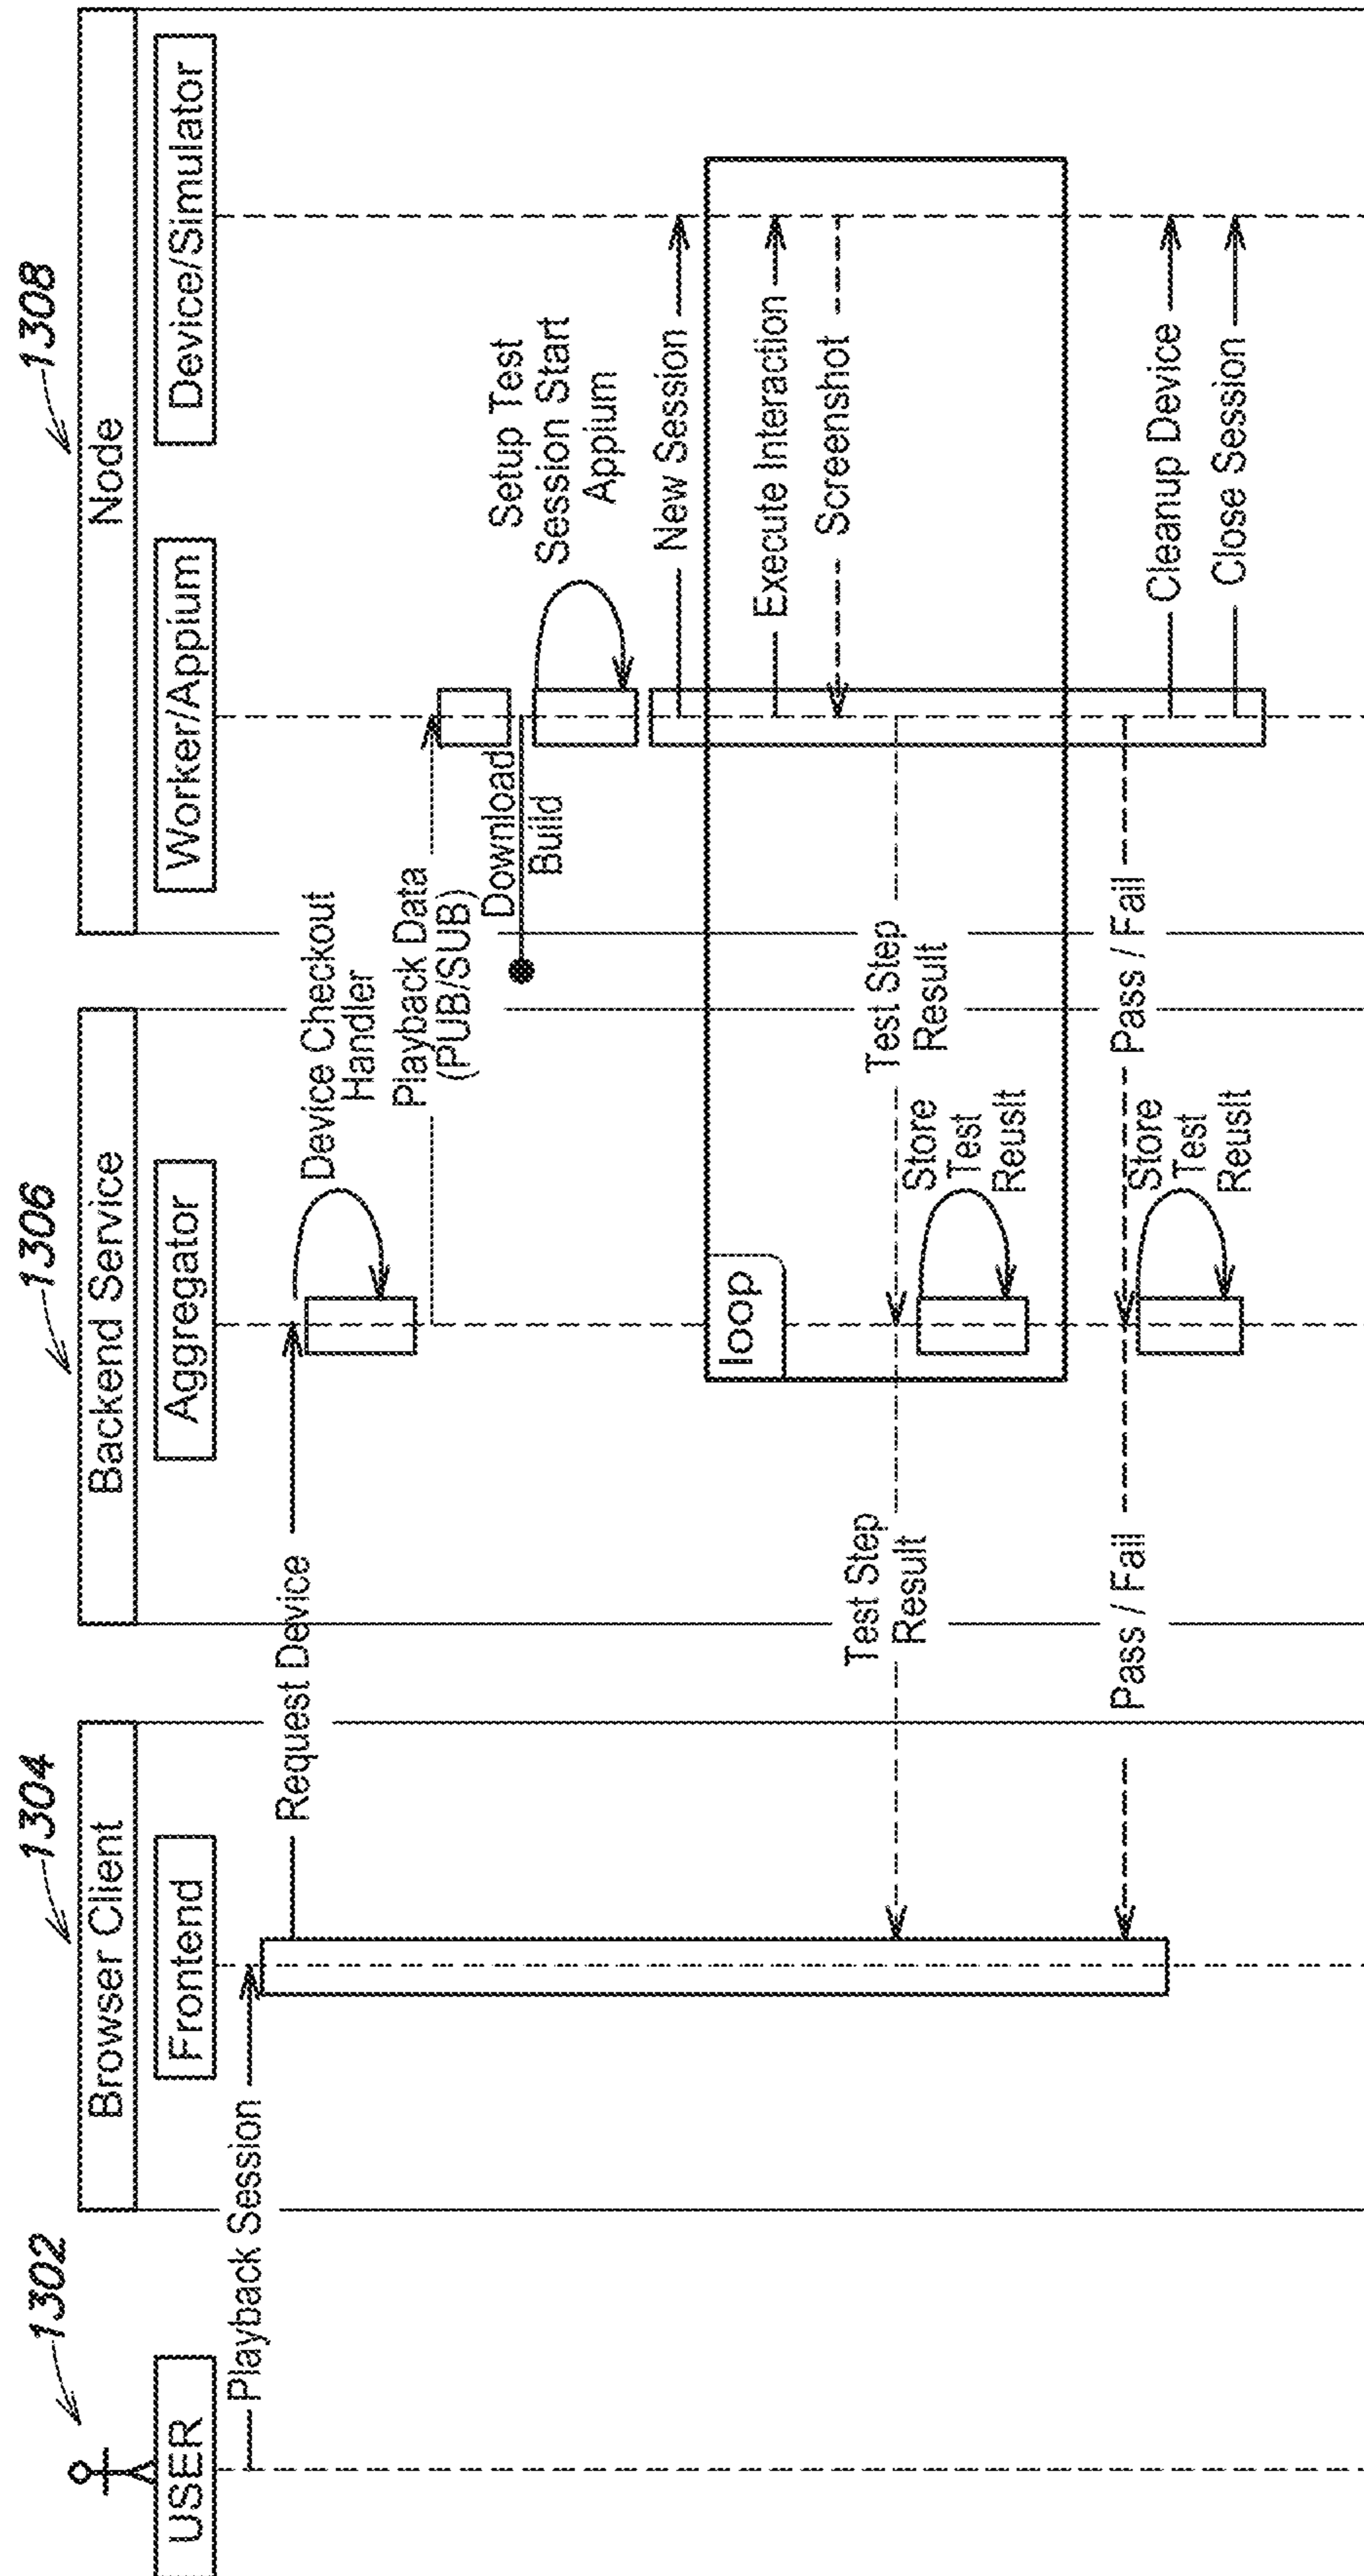 1302
1304
1306
1308
Browser Client
Backend Service
Node
USER
Frontend
Aggregator
Worker/Appium
Device/Simulator
Playback Session
Request Device
Device Checkout
Handler
Playback Data
(PUB/SUB)
Download
Build
Setup Test
Session Start
Appium
New Session
loop
Execute Interaction
Screenshot
Test Step
Result
Test Step
Result
Store
Test
Reuslt
Pass / Fail
Pass / Fail
Store
Test
Reuslt
Cleanup Device
Close Session